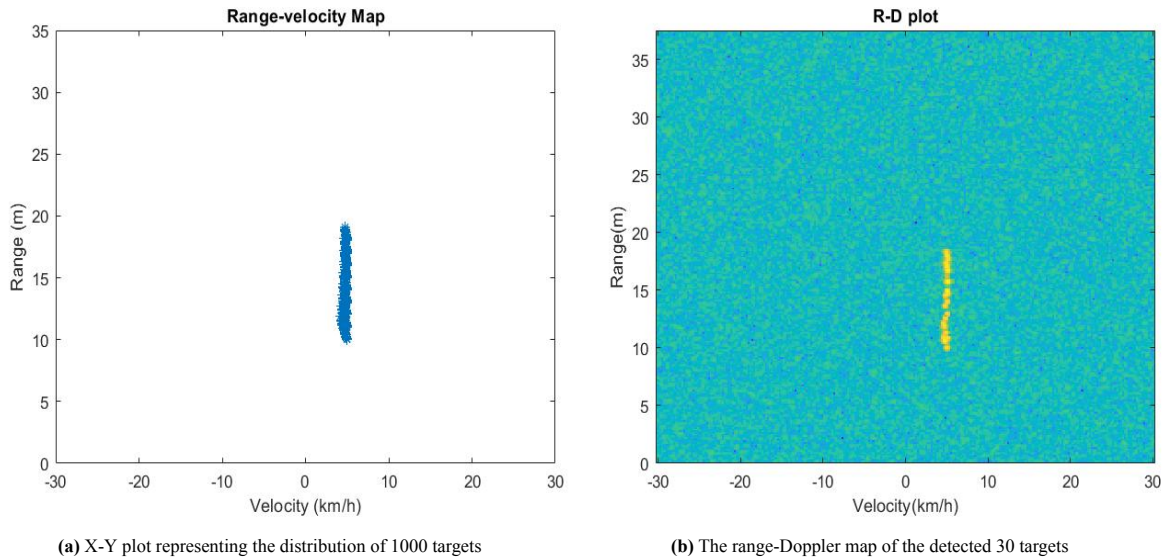 Range-velocity Map
35
30
25
20
15
10
5
0
Range (m)
-30 -20 -10 0 10 20 30
Velocity (km/h)
(a) X-Y plot representing the distribution of 1000 targets
R-D plot
35
30
25
20
15
10
5
0
Range(m)
-30 -20 -10 0 10 20 30
Velocity(km/h)
(b) The range-Doppler map of the detected 30 targets